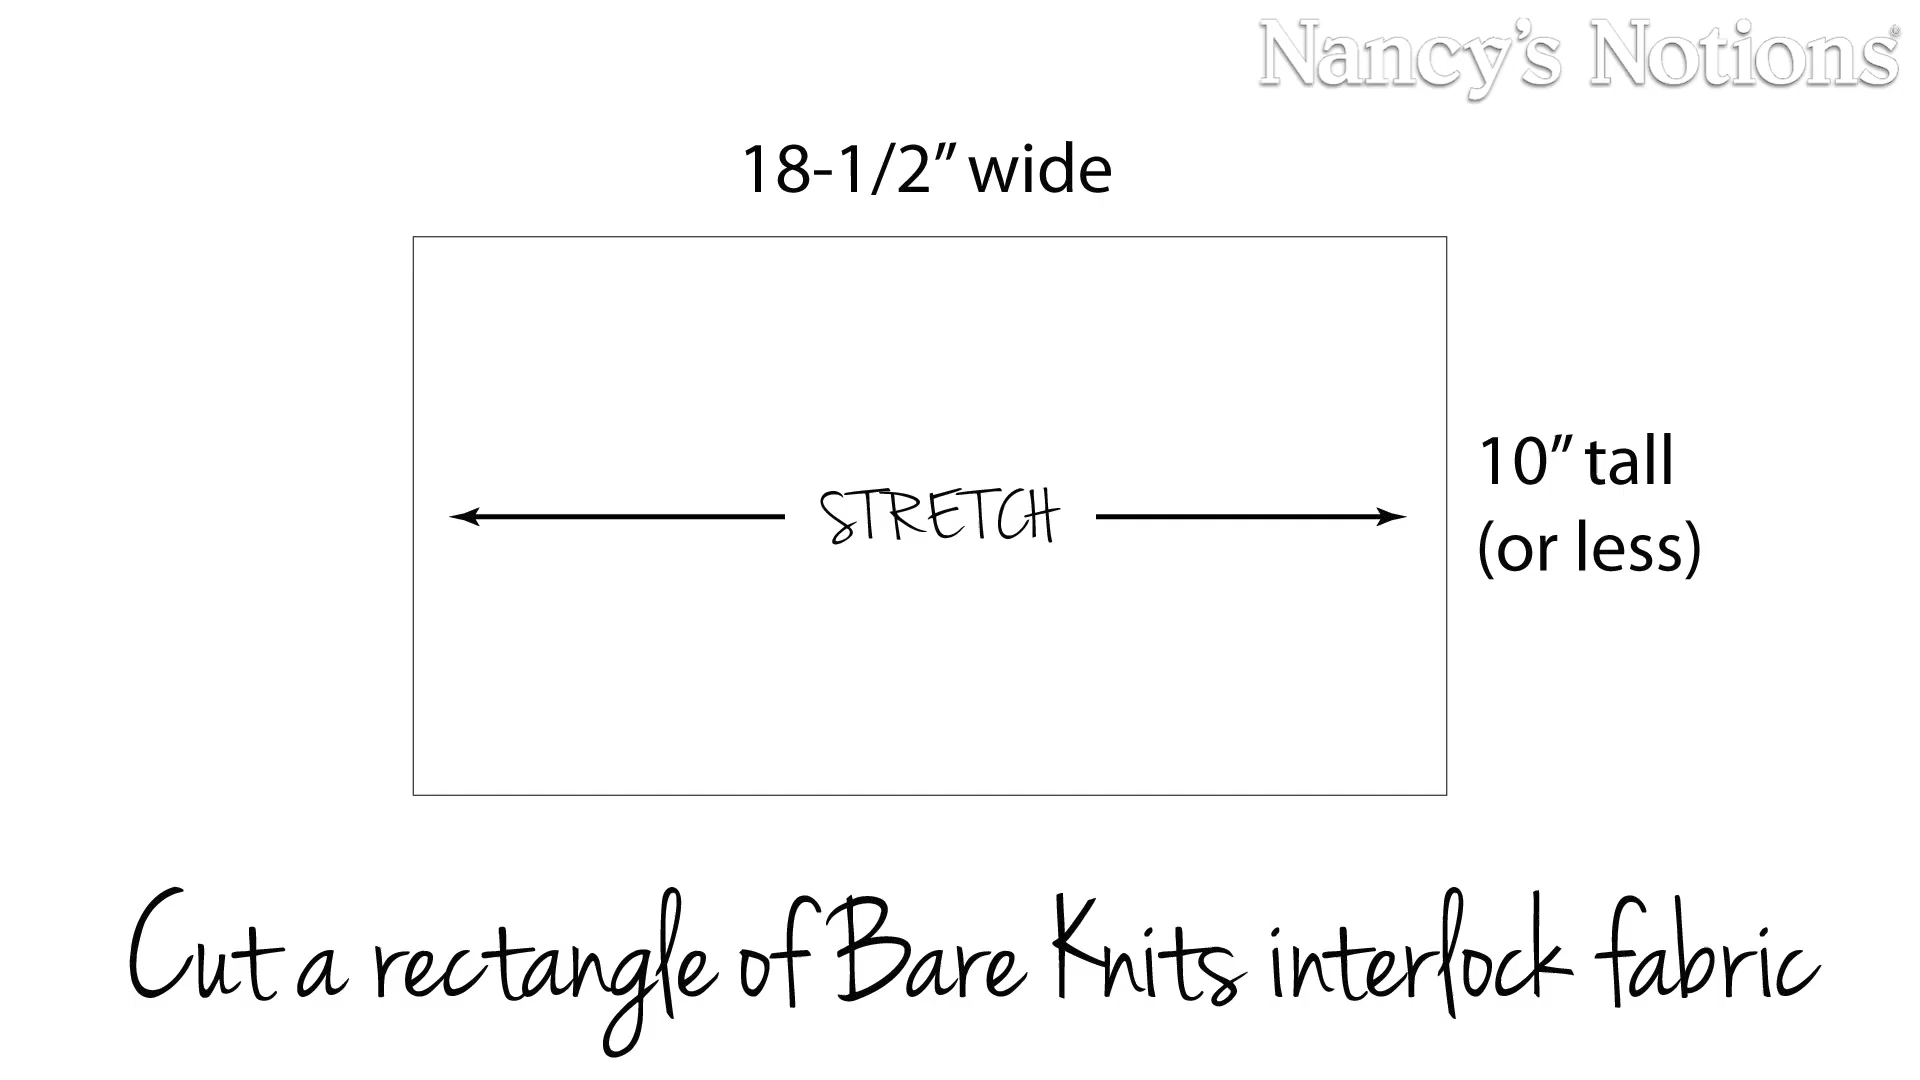 Nancy's Notions®
18-1/2” wide
STRETCH
10” tall
(or less)
Cut a rectangle of Bare Knits interlock fabric